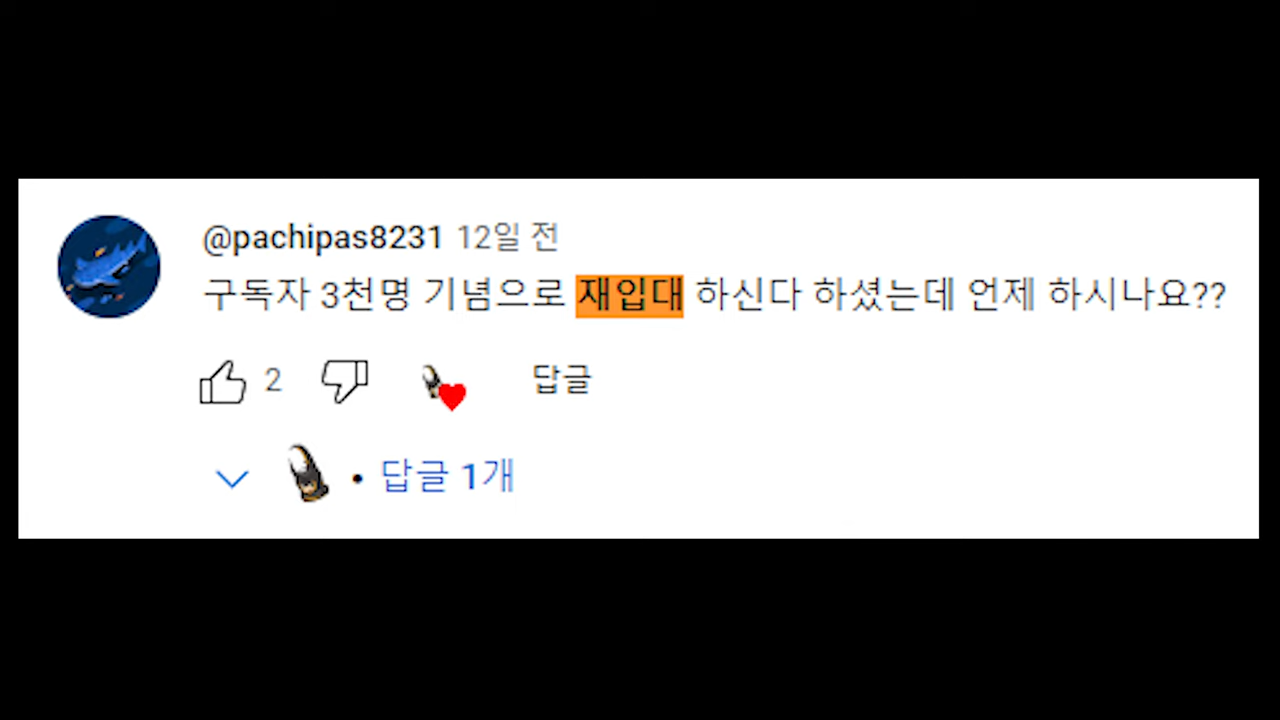 @pachipas8231 12일 전
구독자 3천명 기념으로 재입대 하신다 하셨는데 언제 하시나요??
2 답글
• 답글 1개